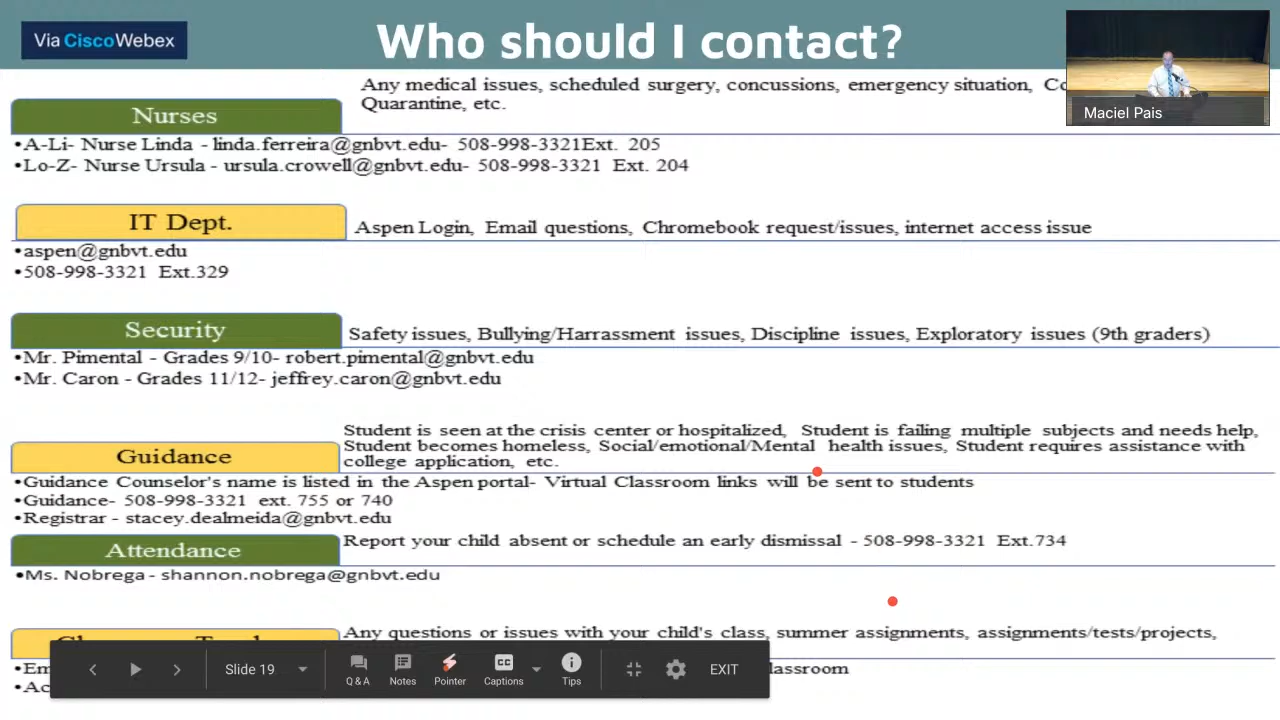 Via CiscoWebex
Who should I contact?
Maciel Pais
Any medical issues, scheduled surgery, concussions, emergency situation,
Quarantine, etc.
Nurses
•A-Li- Nurse Linda - linda.ferreira@gnbvt.edu- 508-998-3321Ext. 205
•Lo-Z- Nurse Ursula - ursula.crowell@gnbvt.edu- 508-998-3321 Ext. 204
IT Dept.
Aspen Login, Email questions, Chromebook request/issues, internet access issue
•aspen@gnbvt.edu
•508-998-3321 Ext.329
Security
Safety issues, Bullying/Harrassment issues, Discipline issues, Exploratory issues (9th graders)
•Mr. Pimental - Grades 9/10- robert.pimental@gnbvt.edu
•Mr. Caron - Grades 11/12- jeffrey.caron@gnbvt.edu
Student is seen at the crisis center or hospitalized, Student is failing multiple subjects and needs help,
Student becomes homeless, Social/emotional/Mental health issues, Student requires assistance with
college application, etc.
Guidance
•Guidance Counselor's name is listed in the Aspen portal- Virtual Classroom links will be sent to students
•Guidance- 508-998-3321 ext. 755 or 740
•Registrar - stacey.dealmeida@gnbvt.edu
Attendance
Report your child absent or schedule an early dismissal - 508-998-3321 Ext.734
•Ms. Nobrega - shannon.nobrega@gnbvt.edu
Any questions or issues with your child's class, summer assignments, assignments/tests/projects,
Slide 19
Q & A
Notes
Pointer
CC
Captions
Tips
EXIT